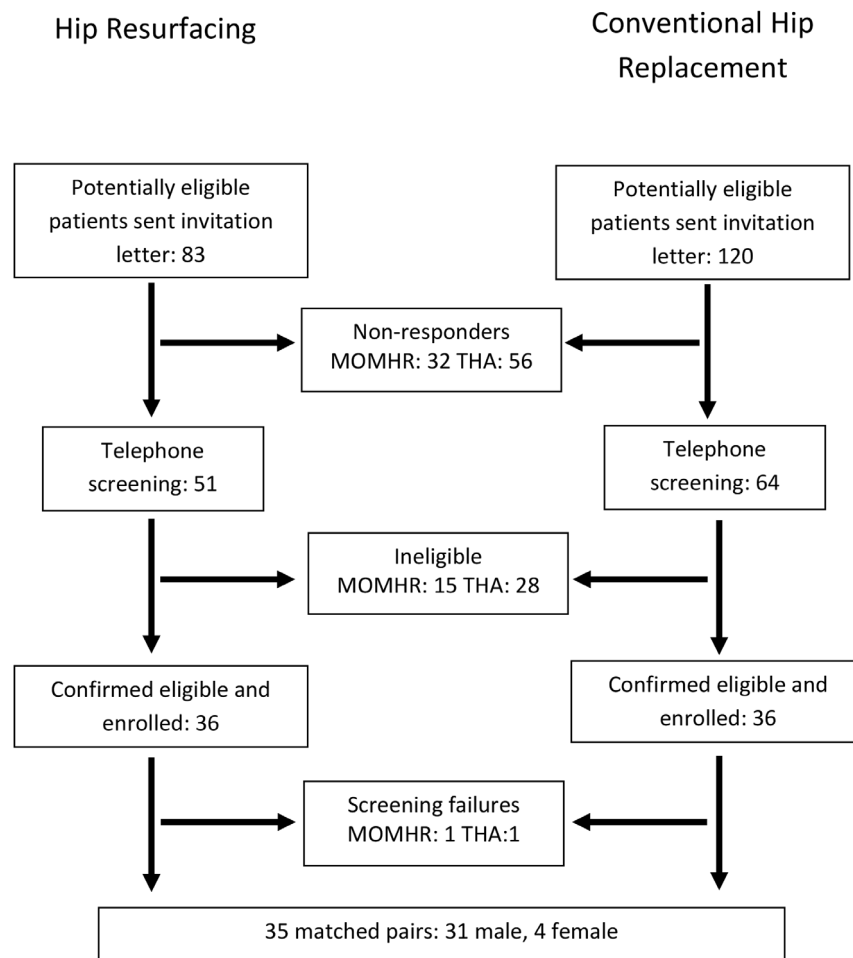 Hip Resurfacing
Conventional Hip
Replacement
Potentially eligible
patients sent invitation
letter: 83
Potentially eligible
patients sent invitation
letter: 120
Non-responders
MOMHR: 32 THA: 56
Telephone
screening: 51
Telephone
screening: 64
Ineligible
MOMHR: 15 THA: 28
Confirmed eligible and
enrolled: 36
Confirmed eligible and
enrolled: 36
Screening failures
MOMHR: 1 THA:1
35 matched pairs: 31 male, 4 female